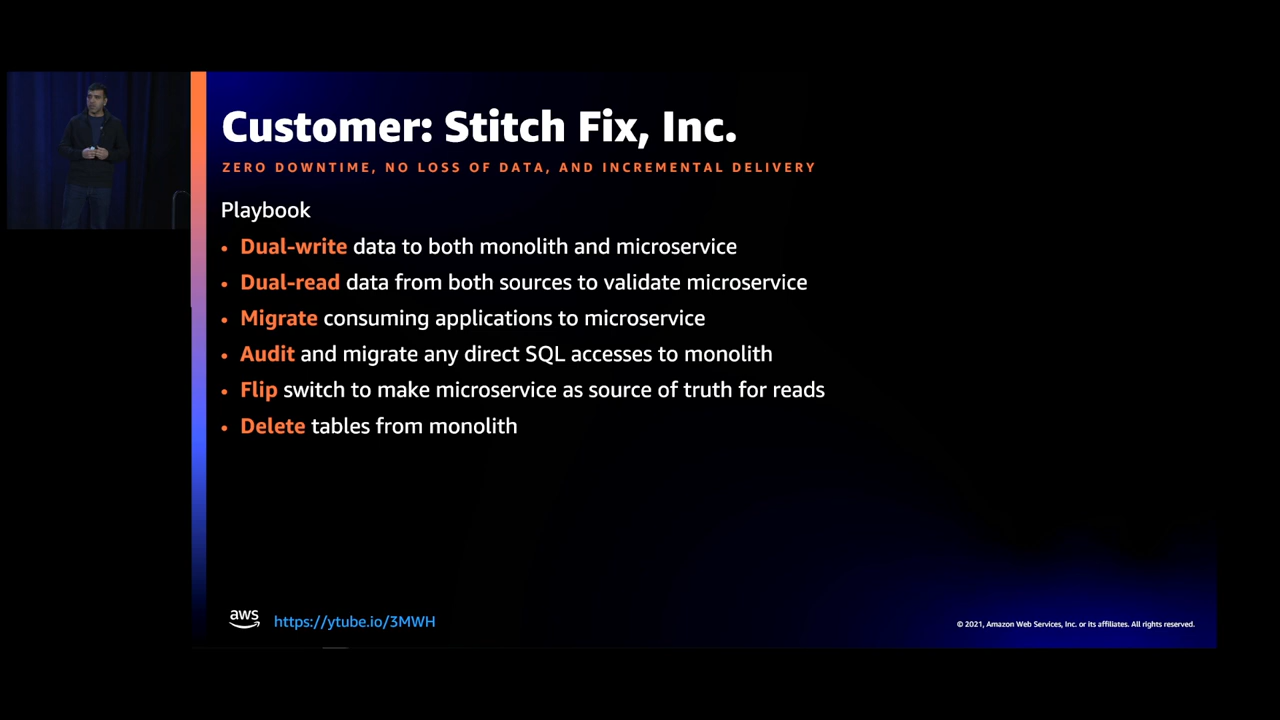 Customer: Stitch Fix, Inc.
ZERO DOWNTIME, NO LOSS OF DATA, AND INCREMENTAL DELIVERY
Playbook
• Dual-write data to both monolith and microservice
• Dual-read data from both sources to validate microservice
• Migrate consuming applications to microservice
• Audit and migrate any direct SQL accesses to monolith
• Flip switch to make microservice as source of truth for reads
• Delete tables from monolith
aws
https://ytube.io/3MWH
© 2021, Amazon Web Services, Inc. or its affiliates. All rights reserved.